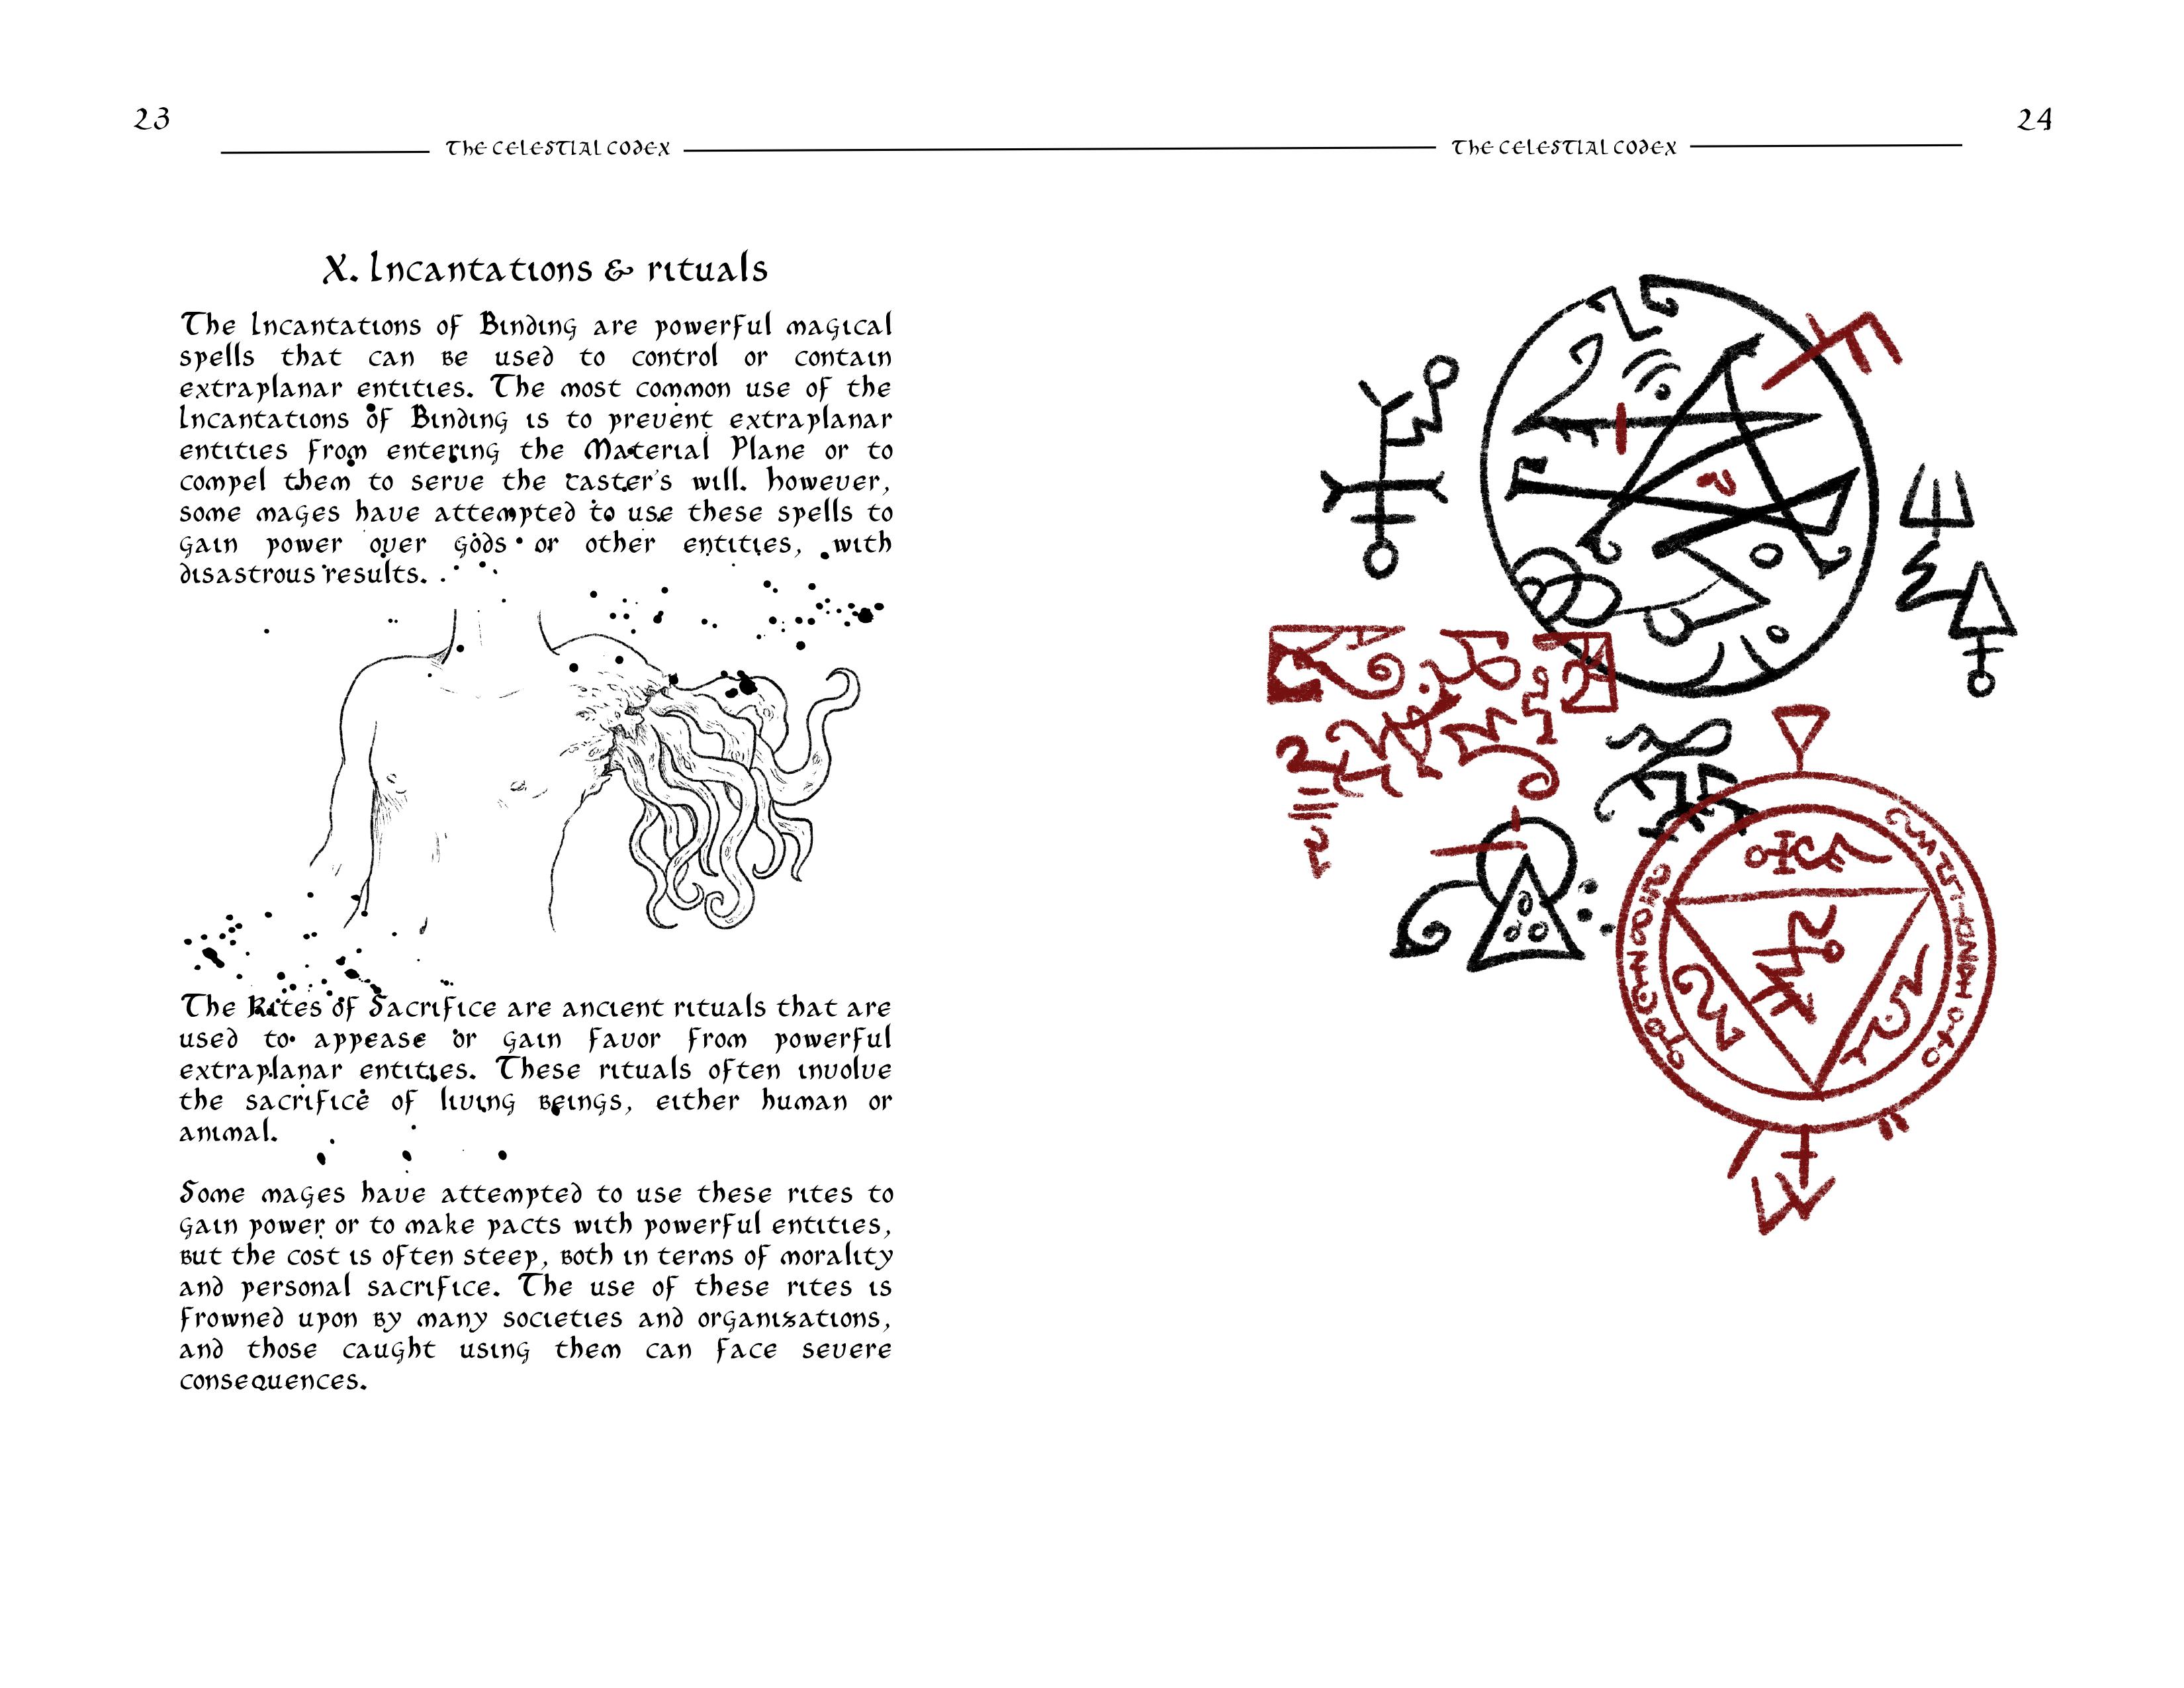 23
24
The Celestial Codex
The Celestial Codex
X. Incantations & rituals
The Incantations of Binding are powerful magical
spells that can be used to control or contain
extraplanar entities. The most common use of the
Incantations of Binding is to prevent extraplanar
entities from entering the Material Plane or to
compel them to serve the caster's will. however,
some mages have attempted to use these spells to
gain power over gods or other entities, with
disastrous results.
The Rites of Sacrifice are ancient rituals that are
used to appease or gain favor from powerful
extraplanar entities. These rituals often involve
the sacrifice of living beings, either human or
animal.
Some mages have attempted to use these rites to
gain power or to make pacts with powerful entities,
but the cost is often steep, both in terms of morality
and personal sacrifice. The use of these rites is
frowned upon by many societies and organizations,
and those caught using them can face severe
consequences.